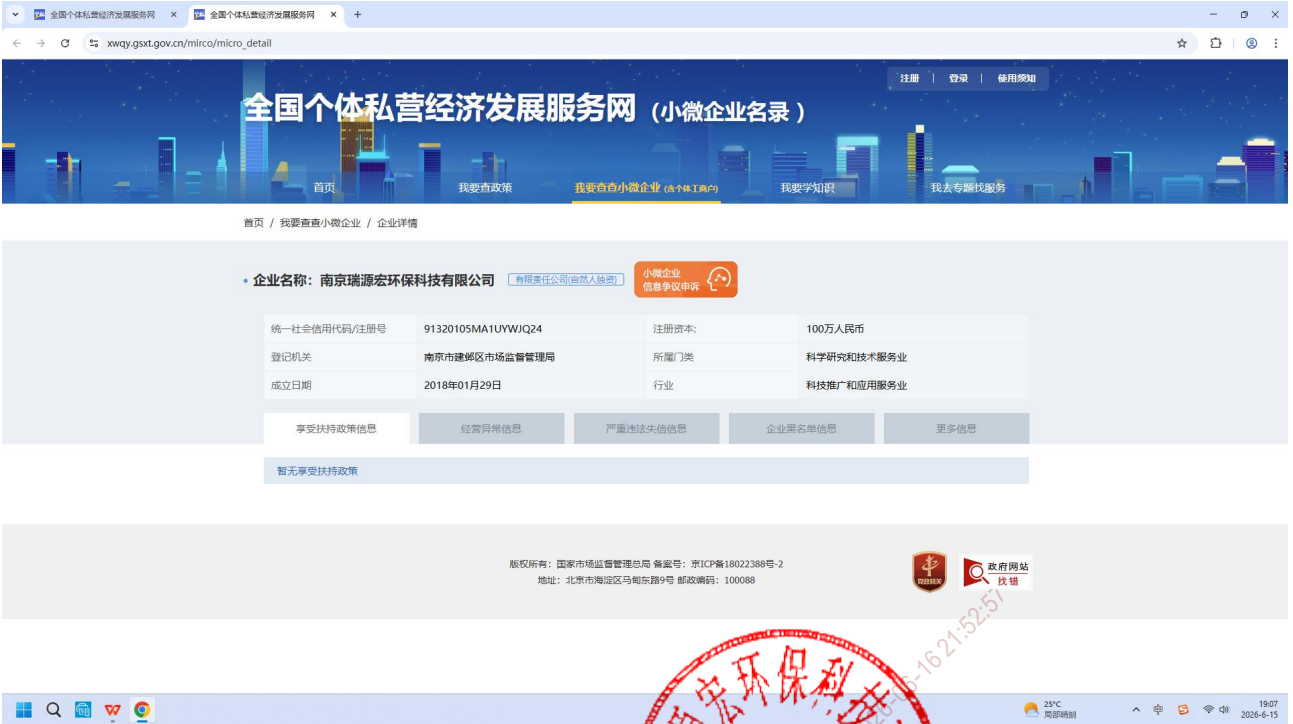 全国个体私营经济发展服务网
全国个体私营经济发展服务网
xwqy.gsxt.gov.cn/mirco/micro_detail
注册 | 登录 | 使用须知
全国个体私营经济发展服务网 (小微企业名录)
首页 我要查政策 我要查查小微企业 (含个体工商户) 我要学知识 我去专题找服务
首页 / 我要查查小微企业 / 企业详情
企业名称: 南京瑞源宏环保科技有限公司 有限责任公司(自然人独资) 小微企业
信息争议申诉
统一社会信用代码/注册号 91320105MA1UYWJQ24 注册资本: 100万人民币
登记机关 南京市建邺区市场监督管理局 所属门类 科学研究和技术服务业
成立日期 2018年01月29日 行业 科技推广和应用服务业
享受扶持政策信息 经营异常信息 严重违法失信信息 企业黑名单信息 更多信息
暂无享受扶持政策
版权所有: 国家市场监督管理总局 备案号: 京ICP备18022388号-2
地址: 北京市海淀区马甸东路9号 邮政编码: 100088
党政机关
政府网站
找错
16 21:52:57
宏环保科技
25°C
局部晴朗
中
19:07
2026-6-15